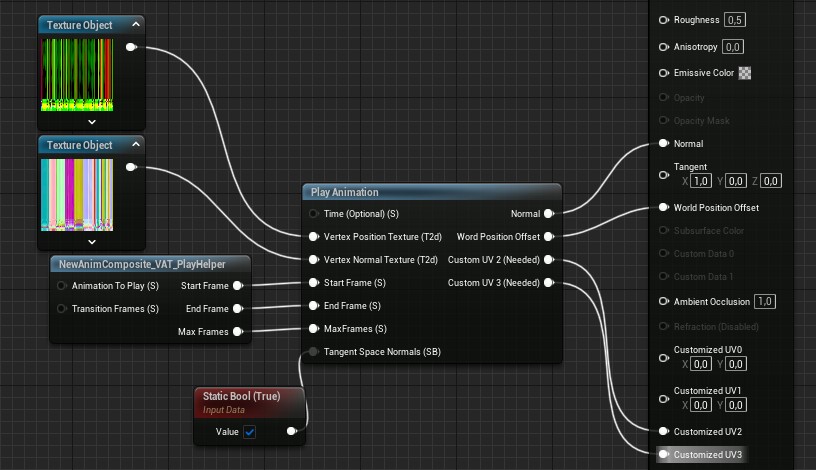 Texture Object
Texture Object
NewAnimComposite_VAT_PlayHelper
Animation To Play (S) Start Frame
Transition Frames (S) End Frame
Max Frames
Static Bool (True)
Input Data
Value
Play Animation
Time (Optional) (S) Normal
Vertex Position Texture (T2d) Word Position Offset
Vertex Normal Texture (T2d) Custom UV 2 (Needed)
Start Frame (S) Custom UV 3 (Needed)
End Frame (S)
MaxFrames (S)
Tangent Space Normals (SB)
Roughness 0,5
Anisotropy 0,0
Emissive Color
Opacity
Opacity Mask
Normal
Tangent
X 1,0 Y 0,0 Z 0,0
World Position Offset
Subsurface Color
Custom Data 0
Custom Data 1
Ambient Occlusion 1,0
Refraction (Disabled)
Customized UV0
X 0,0 Y 0,0
Customized UV1
X 0,0 Y 0,0
Customized UV2
Customized UV3